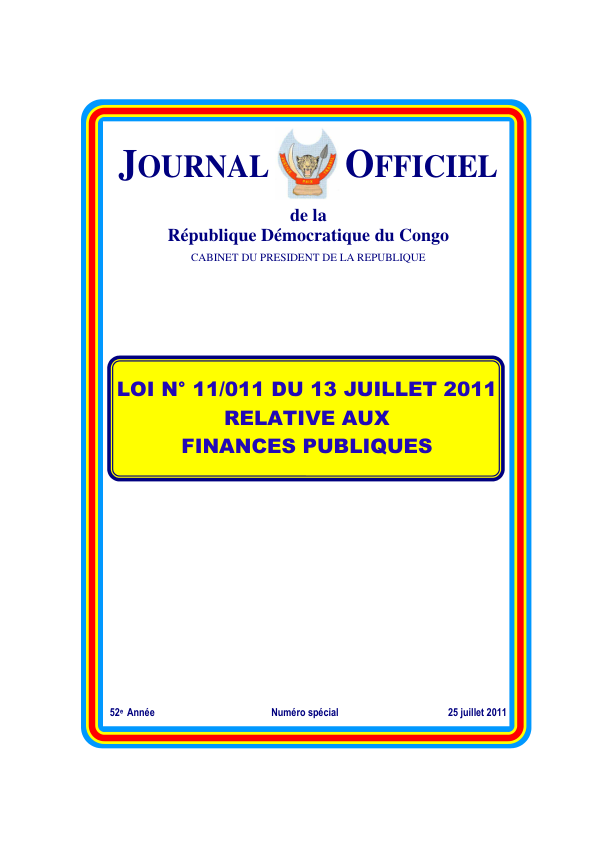 JOURNAL OFFICIEL
de la
République Démocratique du Congo
CABINET DU PRESIDENT DE LA REPUBLIQUE
LOI N° 11/011 DU 13 JUILLET 2011
RELATIVE AUX
FINANCES PUBLIQUES
52e Année Numéro spécial 25 juillet 2011